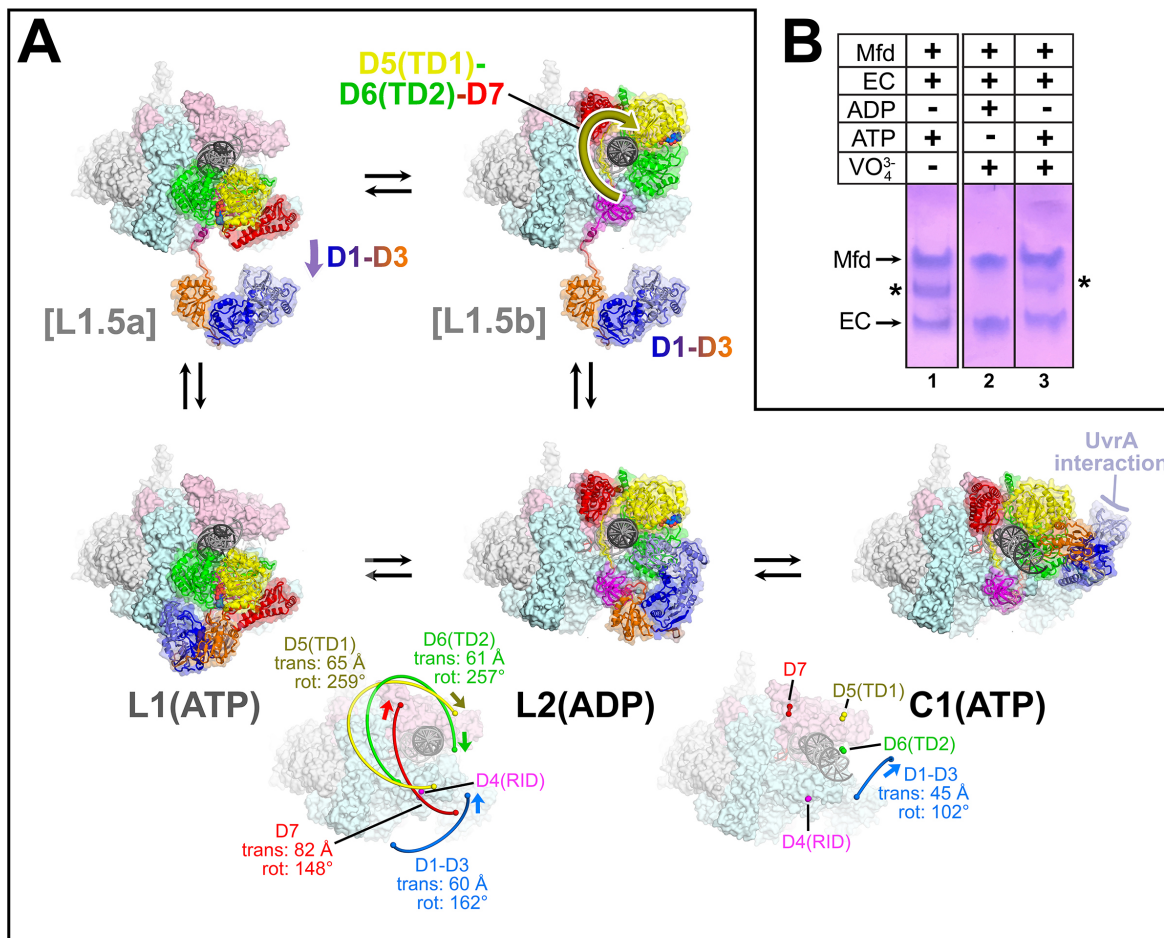 A
D5(TD1)-
D6(TD2)-D7
D1-D3
[L1.5a]
[L1.5b]
D1-D3
B
Mfd + + +
EC + + +
ADP - + -
ATP + - +
VO₄³⁻ - + +
Mfd
*
*
EC
1 2 3
UvrA
interaction
L1(ATP)
L2(ADP)
C1(ATP)
D5(TD1)
trans: 65 Å
rot: 259°
D6(TD2)
trans: 61 Å
rot: 257°
D4(RID)
D7
trans: 82 Å
rot: 148°
D1-D3
trans: 60 Å
rot: 162°
D7
D5(TD1)
D6(TD2)
D1-D3
trans: 45 Å
rot: 102°
D4(RID)